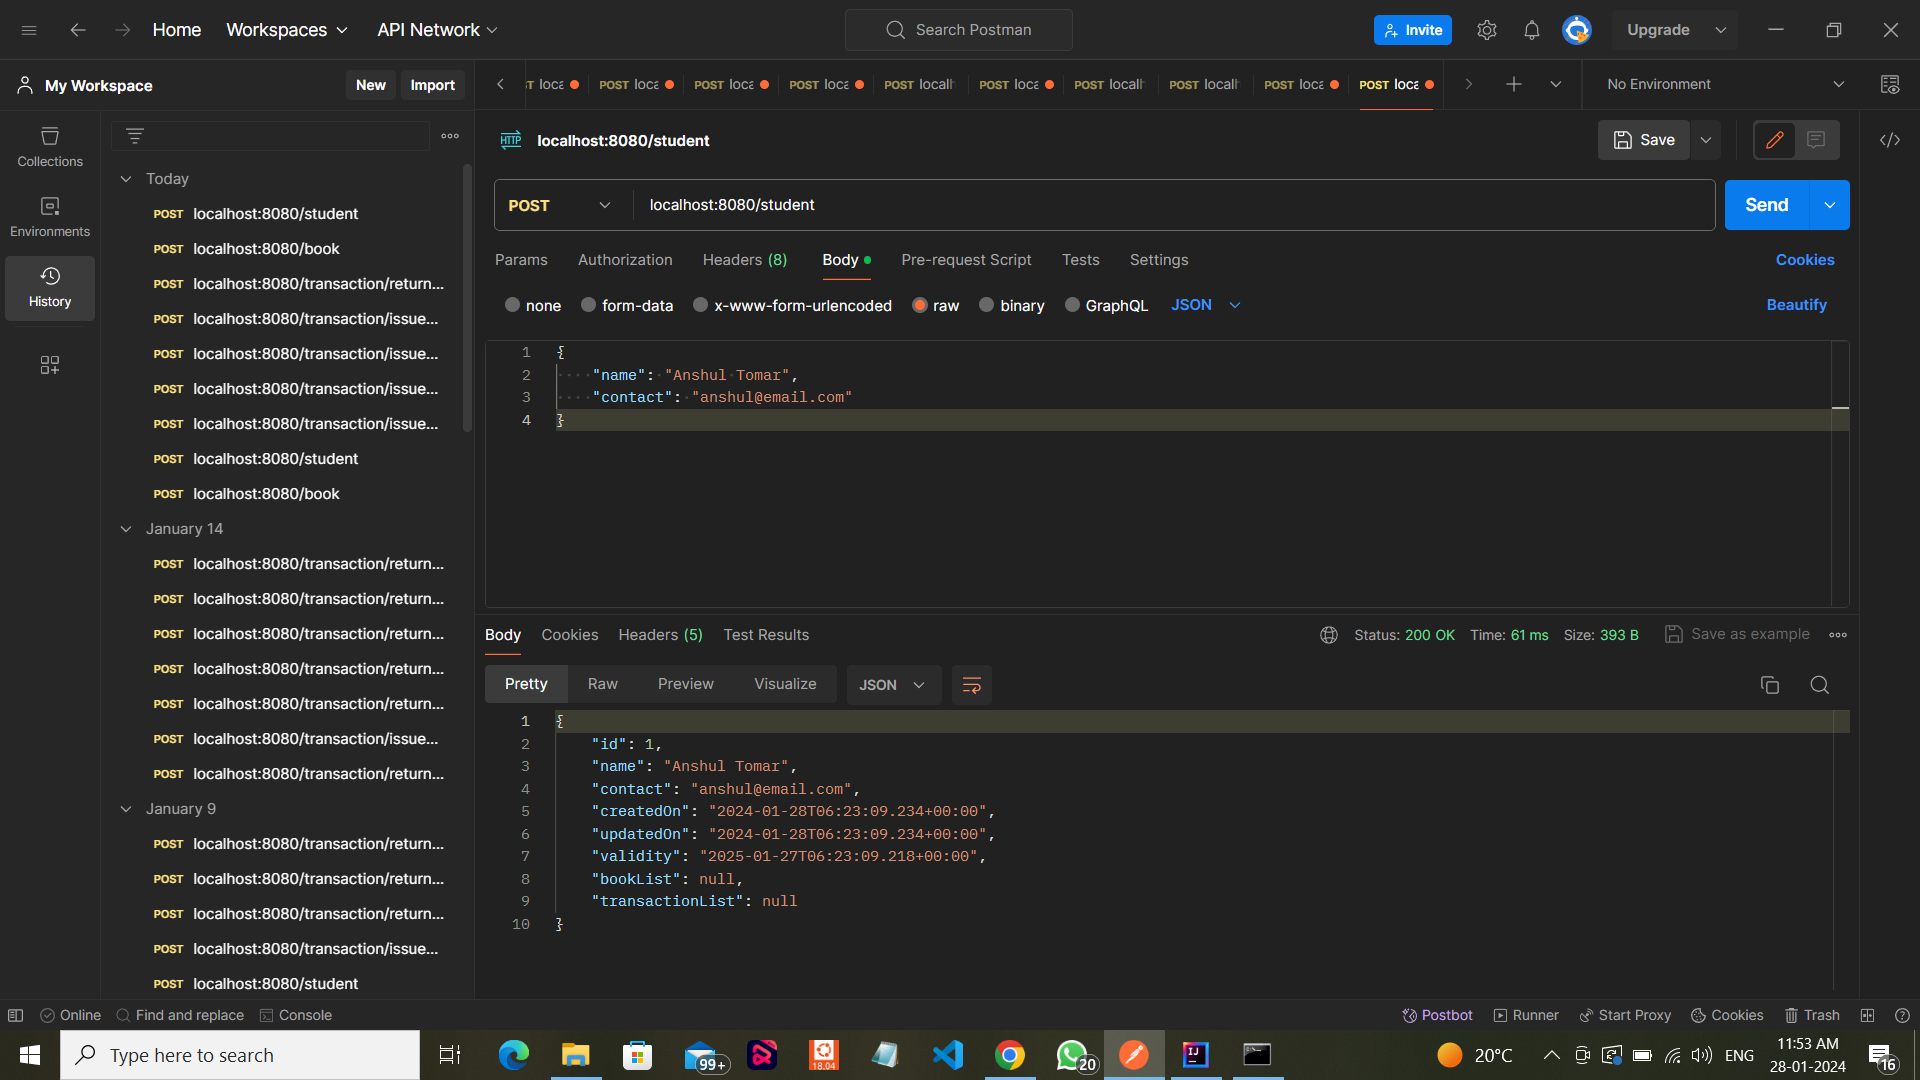 Home Workspaces API Network Search Postman Invite Upgrade
My Workspace New Import
loca POST loca POST loca POST loca POST localh POST loca POST localh POST localh POST loca POST loca No Environment
Collections
Environments
History
Today
POST localhost:8080/student
POST localhost:8080/book
POST localhost:8080/transaction/return...
POST localhost:8080/transaction/issue...
POST localhost:8080/transaction/issue...
POST localhost:8080/transaction/issue...
POST localhost:8080/transaction/issue...
POST localhost:8080/student
POST localhost:8080/book
January 14
POST localhost:8080/transaction/return...
POST localhost:8080/transaction/return...
POST localhost:8080/transaction/return...
POST localhost:8080/transaction/return...
POST localhost:8080/transaction/return...
POST localhost:8080/transaction/issue...
POST localhost:8080/transaction/return...
January 9
POST localhost:8080/transaction/return...
POST localhost:8080/transaction/return...
POST localhost:8080/transaction/return...
POST localhost:8080/transaction/issue...
POST localhost:8080/student
HTTP localhost:8080/student Save
POST localhost:8080/student Send
Params Authorization Headers (8) Body Pre-request Script Tests Settings Cookies
none form-data x-www-form-urlencoded raw binary GraphQL JSON Beautify
1 {
2 "name": "Anshul Tomar",
3 "contact": "anshul@email.com"
4 }
Body Cookies Headers (5) Test Results Status: 200 OK Time: 61 ms Size: 393 B Save as example
Pretty Raw Preview Visualize JSON
1 {
2 "id": 1,
3 "name": "Anshul Tomar",
4 "contact": "anshul@email.com",
5 "createdOn": "2024-01-28T06:23:09.234+00:00",
6 "updatedOn": "2024-01-28T06:23:09.234+00:00",
7 "validity": "2025-01-27T06:23:09.218+00:00",
8 "bookList": null,
9 "transactionList": null
10 }
Online Find and replace Console Postbot Runner Start Proxy Cookies Trash
Type here to search 99+ 18.04 20 IJ 20°C ENG 11:53 AM
28-01-2024 16